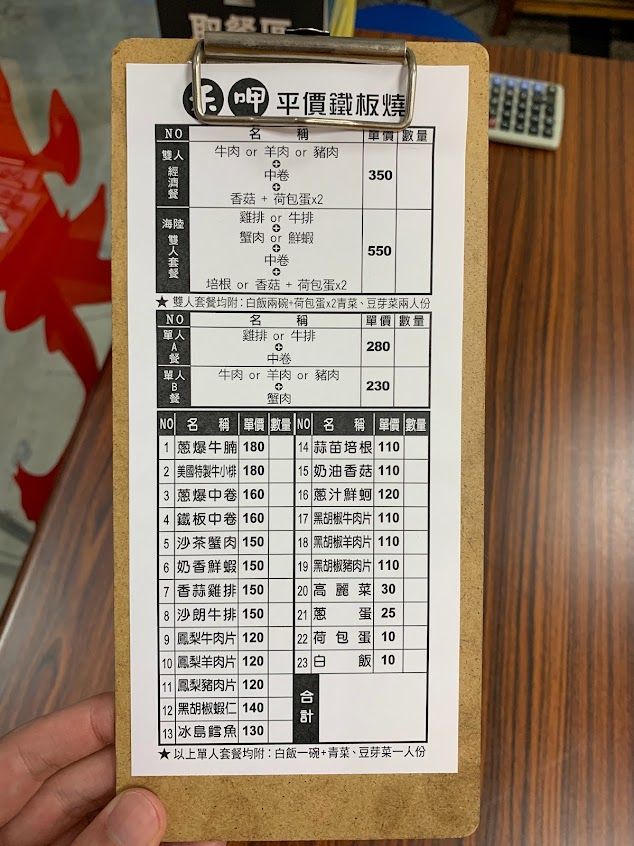 取餐區
呷 平價鐵板燒
NO 名稱 單價 數量
雙人經濟餐 牛肉 or 羊肉 or 豬肉 + 中卷 + 香菇 + 荷包蛋x2 350
海陸雙人套餐 雞排 or 牛排 + 蟹肉 or 鮮蝦 + 中卷 + 培根 or 香菇 + 荷包蛋x2 550
★ 雙人套餐均附:白飯兩碗+荷包蛋x2青菜、豆芽菜兩人份
NO 名稱 單價 數量
單人A餐 雞排 or 牛排 + 中卷 280
單人B餐 牛肉 or 羊肉 or 豬肉 + 蟹肉 230
NO 名稱 單價 數量
1 蔥爆牛腩 180
2 美國特製牛小排 180
3 蔥爆中卷 160
4 鐵板中卷 160
5 沙茶蟹肉 150
6 奶香鮮蝦 150
7 香蒜雞排 150
8 沙朗牛排 150
9 鳳梨牛肉片 120
10 鳳梨羊肉片 120
11 鳳梨豬肉片 120
12 黑胡椒蝦仁 140
13 冰島鱈魚 130
NO 名稱 單價 數量
14 蒜苗培根 110
15 奶油香菇 110
16 蔥汁鮮蚵 120
17 黑胡椒牛肉片 110
18 黑胡椒羊肉片 110
19 黑胡椒豬肉片 110
20 高麗菜 30
21 蔥蛋 25
22 荷包蛋 10
23 白飯 10
合計
★ 以上單人套餐均附:白飯一碗+青菜、豆芽菜一人份